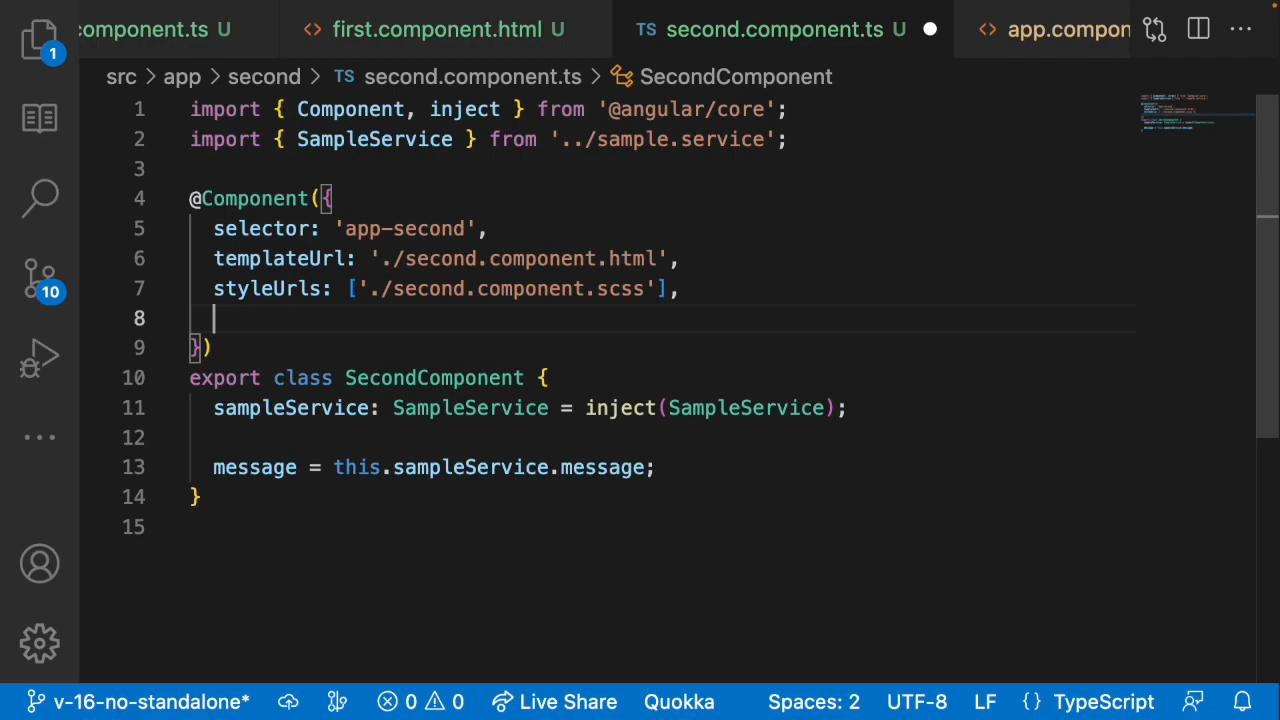 component.ts U
<> first.component.html U
TS second.component.ts U
<> app.compon
1
src > app > second > TS second.component.ts > SecondComponent
1 import { Component, inject } from '@angular/core';
2 import { SampleService } from '../sample.service';
3
4 @Component({
5 selector: 'app-second',
6 templateUrl: './second.component.html',
7 styleUrls: ['./second.component.scss'],
8
9 })
10 export class SecondComponent {
11 sampleService: SampleService = inject(SampleService);
12
13 message = this.sampleService.message;
14 }
15
10
v-16-no-standalone* 0 0 Live Share Quokka Spaces: 2 UTF-8 LF {} TypeScript